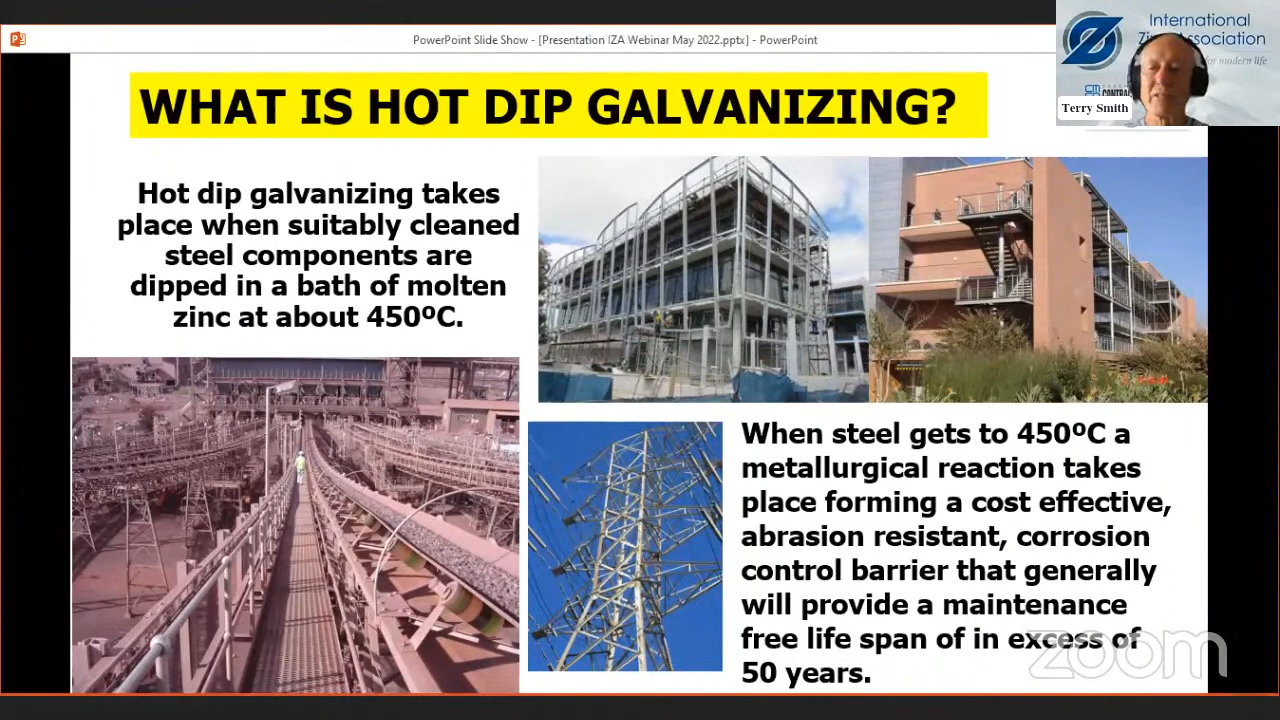 PowerPoint Slide Show - [Presentation IZA Webinar May 2022.pptx] - PowerPoint
International
Association
for modern life
Terry Smith
WHAT IS HOT DIP GALVANIZING?
Hot dip galvanizing takes
place when suitably cleaned
steel components are
dipped in a bath of molten
zinc at about 450ºC.
When steel gets to 450ºC a
metallurgical reaction takes
place forming a cost effective,
abrasion resistant, corrosion
control barrier that generally
will provide a maintenance
free life span of in excess of
50 years.
zoom